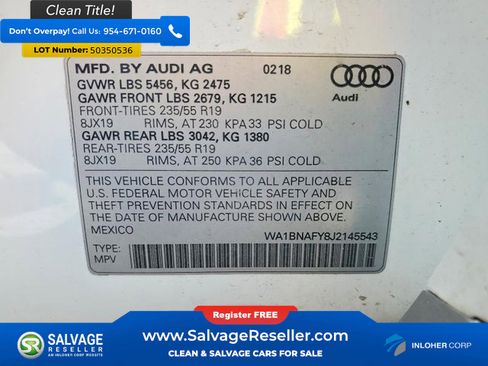 Clean Title!
Don't Overpay! Call Us: 954-671-0160
LOT Number: 50350536
MFD. BY AUDI AG 0218
GVWR LBS 5456, KG 2475
GAWR FRONT LBS 2679, KG 1215
FRONT-TIRES 235/55 R19
8JX19 RIMS, AT 230 KPA 33 PSI COLD
GAWR REAR LBS 3042, KG 1380
REAR-TIRES 235/55 R19
8JX19 RIMS, AT 250 KPA 36 PSI COLD
Audi
THIS VEHICLE CONFORMS TO ALL APPLICABLE
U.S. FEDERAL MOTOR VEHICLE SAFETY AND
THEFT PREVENTION STANDARDS IN EFFECT ON
THE DATE OF MANUFACTURE SHOWN ABOVE.
MEXICO
WA1BNAFY8J2145543
TYPE:
MPV
Register FREE
SALVAGE
RESELLER
AN INLOHER CORP WEBSITE
www.SalvageReseller.com
CLEAN & SALVAGE CARS FOR SALE
INLOHER CORP.